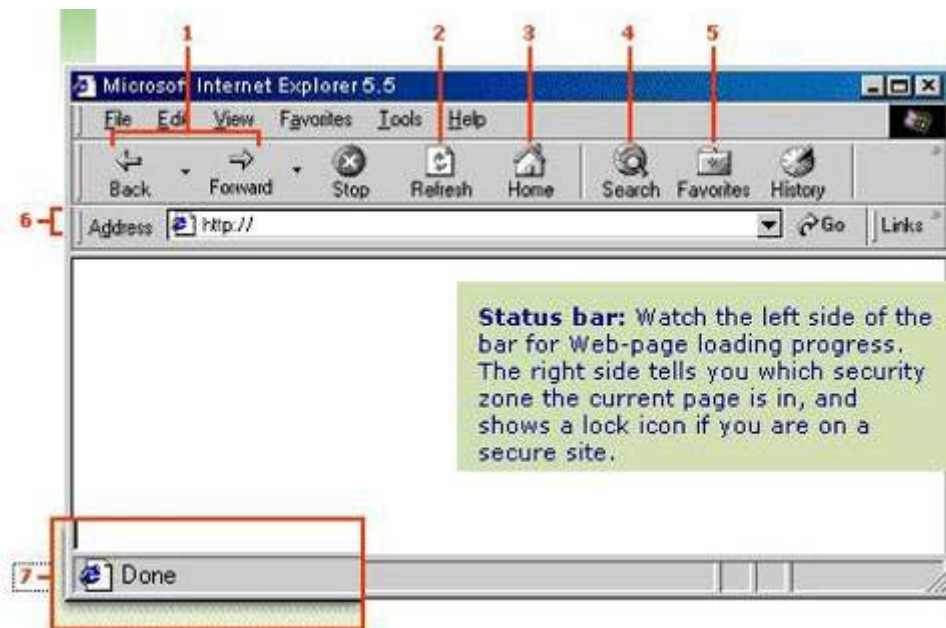 1 2 3 4 5
Microsoft Internet Explorer 5.5
File Edit View Favorites Tools Help
Back Forward Stop Refresh Home Search Favorites History
6
Address http:// Go Links
Status bar: Watch the left side of the
bar for Web-page loading progress.
The right side tells you which security
zone the current page is in, and
shows a lock icon if you are on a
secure site.
7
Done